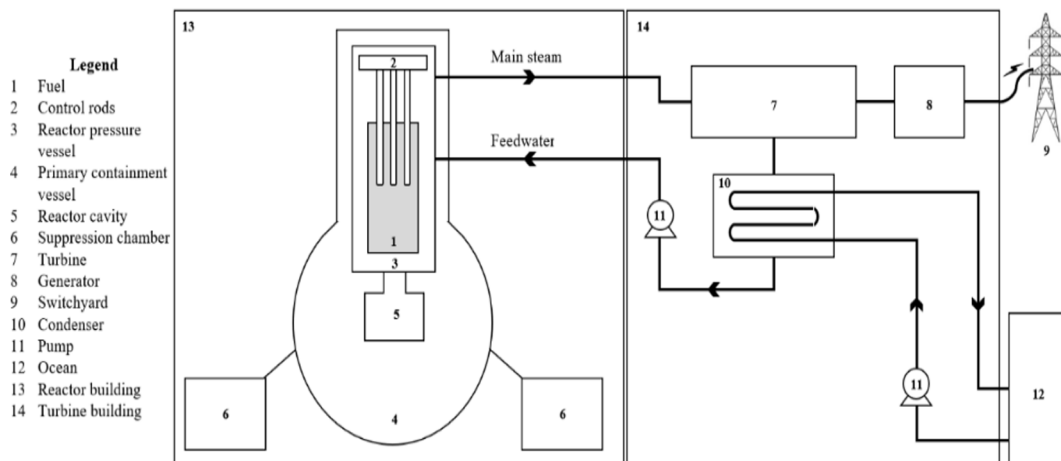 Legend
1 Fuel
2 Control rods
3 Reactor pressure
vessel
4 Primary containment
vessel
5 Reactor cavity
6 Suppression chamber
7 Turbine
8 Generator
9 Switchyard
10 Condenser
11 Pump
12 Ocean
13 Reactor building
14 Turbine building
13
2
1
3
5
6
4
6
Main steam
Feedwater
14
7
8
9
10
11
11
12